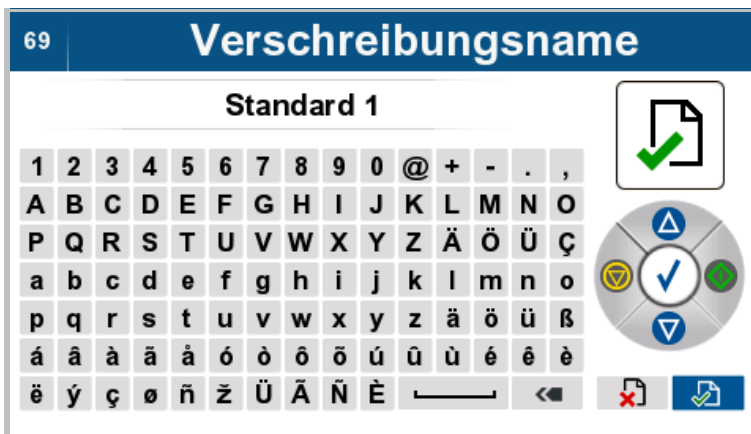 69
Verschreibungsname
Standard 1
1 2 3 4 5 6 7 8 9 0 @ + - . ,
A B C D E F G H I J K L M N O
P Q R S T U V W X Y Z Ä Ö Ü Ç
a b c d e f g h i j k l m n o
p q r s t u v w x y z ä ö ü ß
á â à ã å ó ò ô õ ú û ù é ê è
ë ý ç ø ñ ž Ü Ã Ñ È